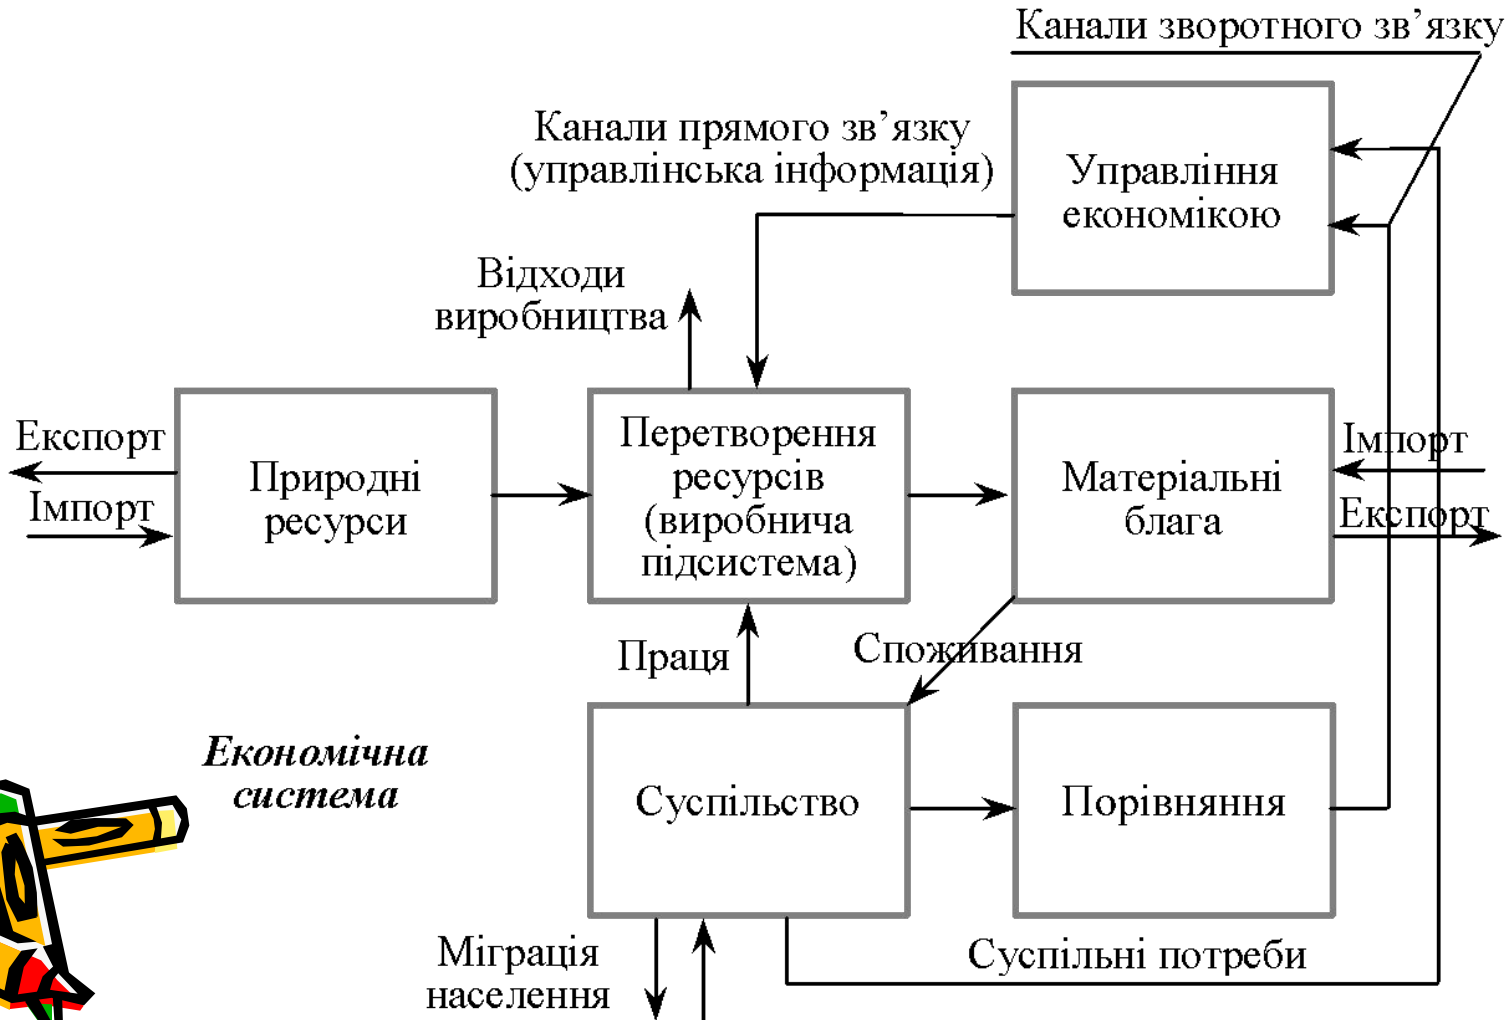 Канали зворотного зв’язку
Канали прямого зв’язку
(управлінська інформація)
Управління
економікою
Відходи
виробництва
Експорт
Імпорт
Природні
ресурси
Перетворення
ресурсів
(виробнича
підсистема)
Матеріальні
блага
Імпорт
Експорт
Праця
Споживання
Економічна
система
Суспільство
Порівняння
Міграція
населення
Суспільні потреби